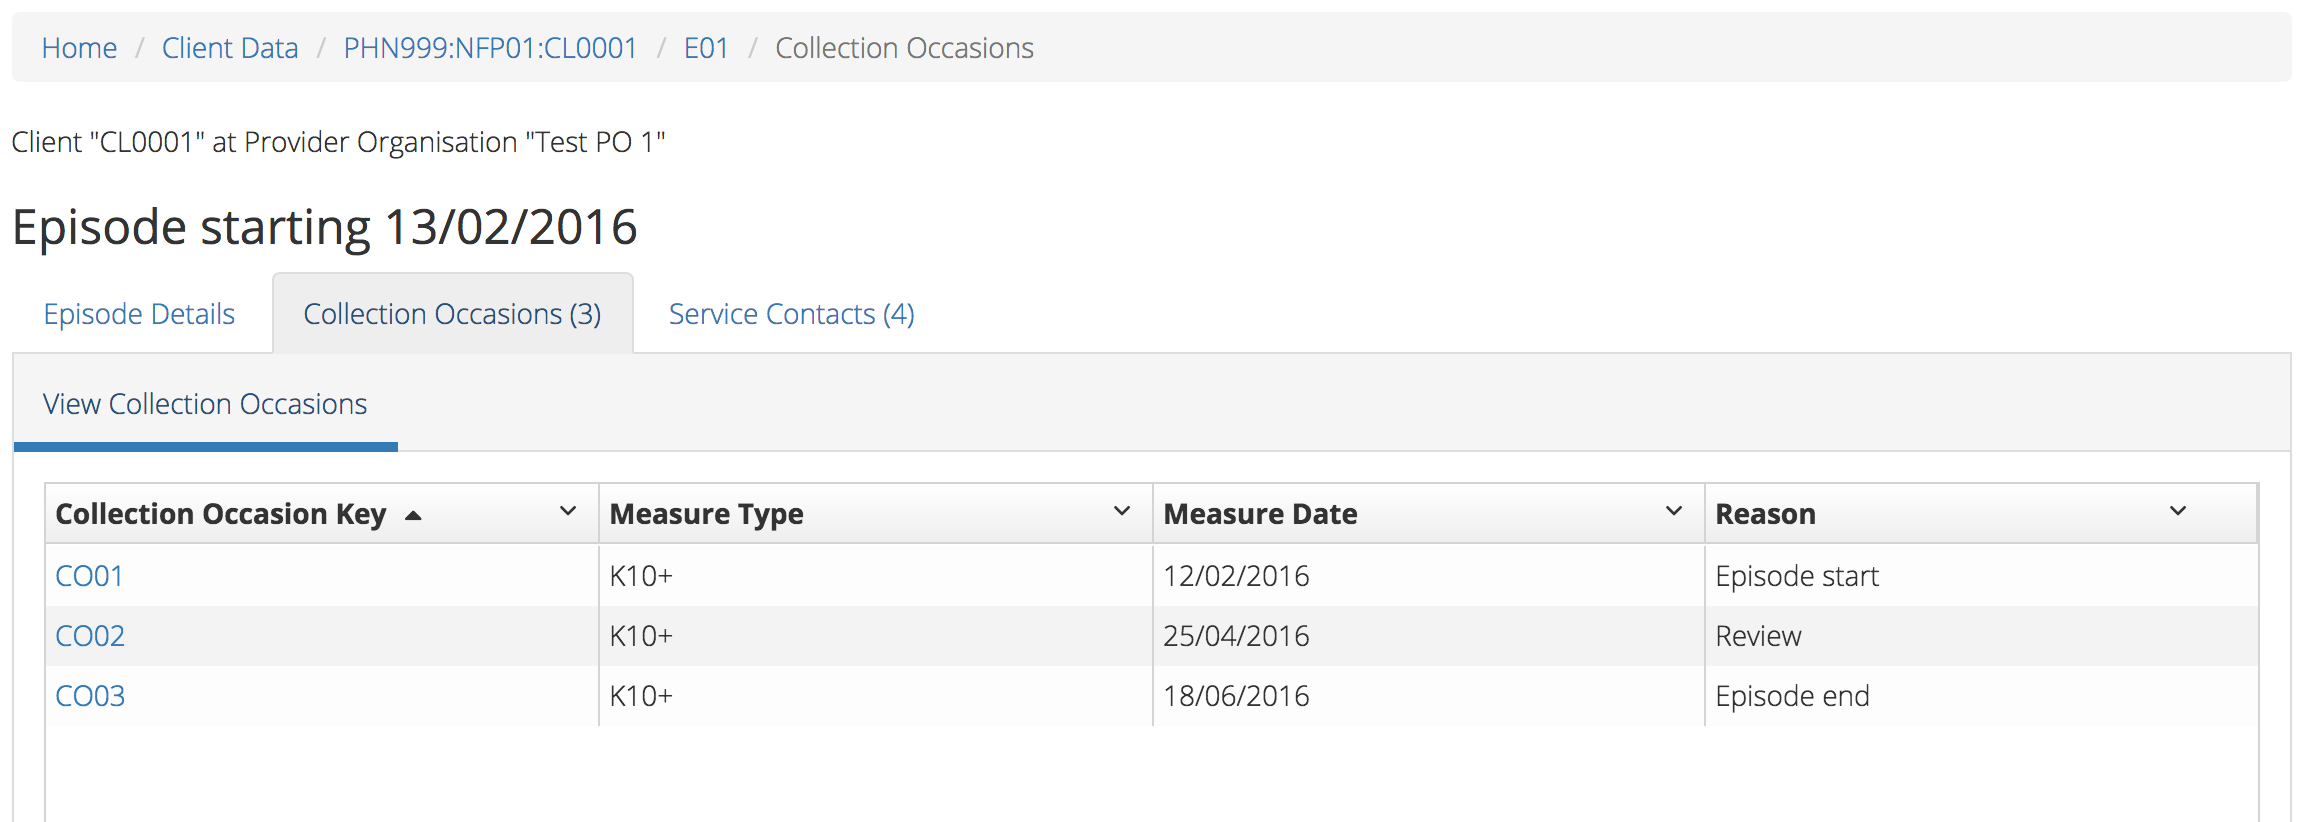 Home / Client Data / PHN999:NFP01:CL0001 / E01 / Collection Occasions
Client "CL0001" at Provider Organisation "Test PO 1"
Episode starting 13/02/2016
Episode Details Collection Occasions (3) Service Contacts (4)
View Collection Occasions
Collection Occasion Key Measure Type Measure Date Reason
CO01 K10+ 12/02/2016 Episode start
CO02 K10+ 25/04/2016 Review
CO03 K10+ 18/06/2016 Episode end